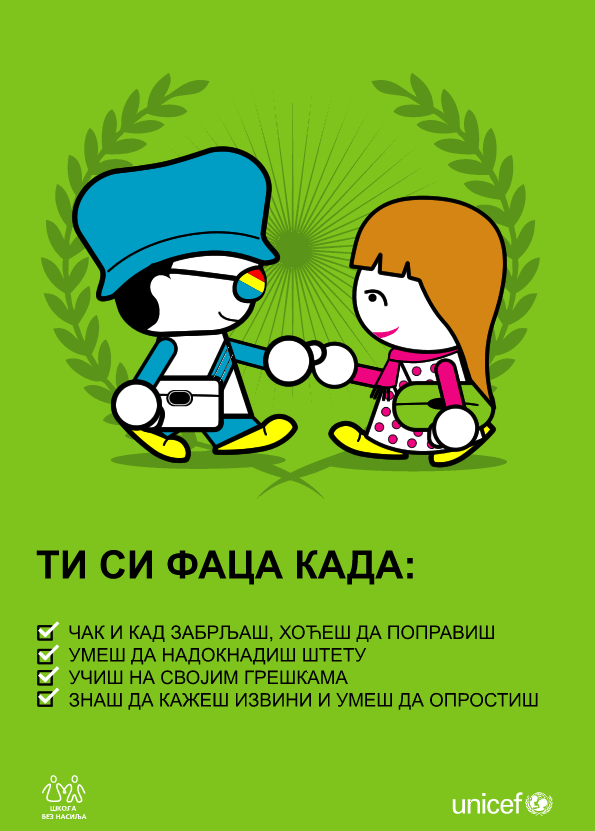 ТИ СИ ФАЦА КАДА:
ЧАК И КАД ЗАБРЉАШ, ХОЋЕШ ДА ПОПРАВИШ
УМЕШ ДА НАДОКНАДИШ ШТЕТУ
УЧИШ НА СВОЈИМ ГРЕШКАМА
ЗНАШ ДА КАЖЕШ ИЗВИНИ И УМЕШ ДА ОПРОСТИШ
ШКОЛА
БЕЗ НАСИЉА
unicef